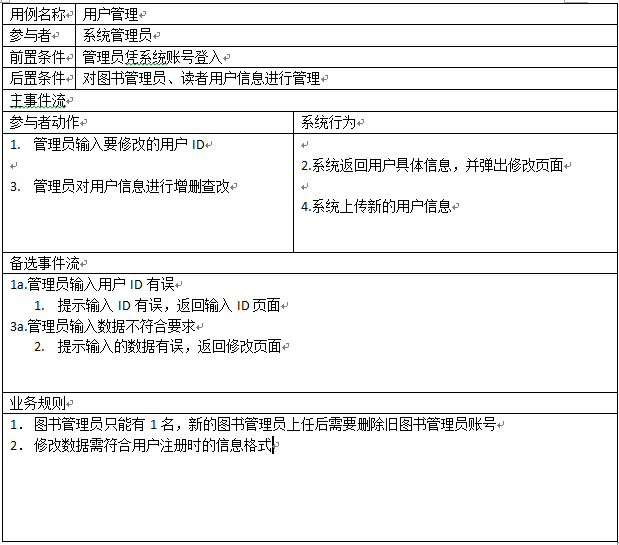 用例名称 用户管理
参与者 系统管理员
前置条件 管理员凭系统账号登入
后置条件 对图书管理员、读者用户信息进行管理
主事件流
参与者动作 系统行为
1. 管理员输入要修改的用户 ID
2.系统返回用户具体信息，并弹出修改页面
3. 管理员对用户信息进行增删查改
4.系统上传新的用户信息
备选事件流
1a.管理员输入用户 ID 有误
1. 提示输入 ID 有误，返回输入 ID 页面
3a.管理员输入数据不符合要求
2. 提示输入的数据有误，返回修改页面
业务规则
1. 图书管理员只能有 1 名，新的图书管理员上任后需要删除旧图书管理员账号
2. 修改数据需符合用户注册时的信息格式